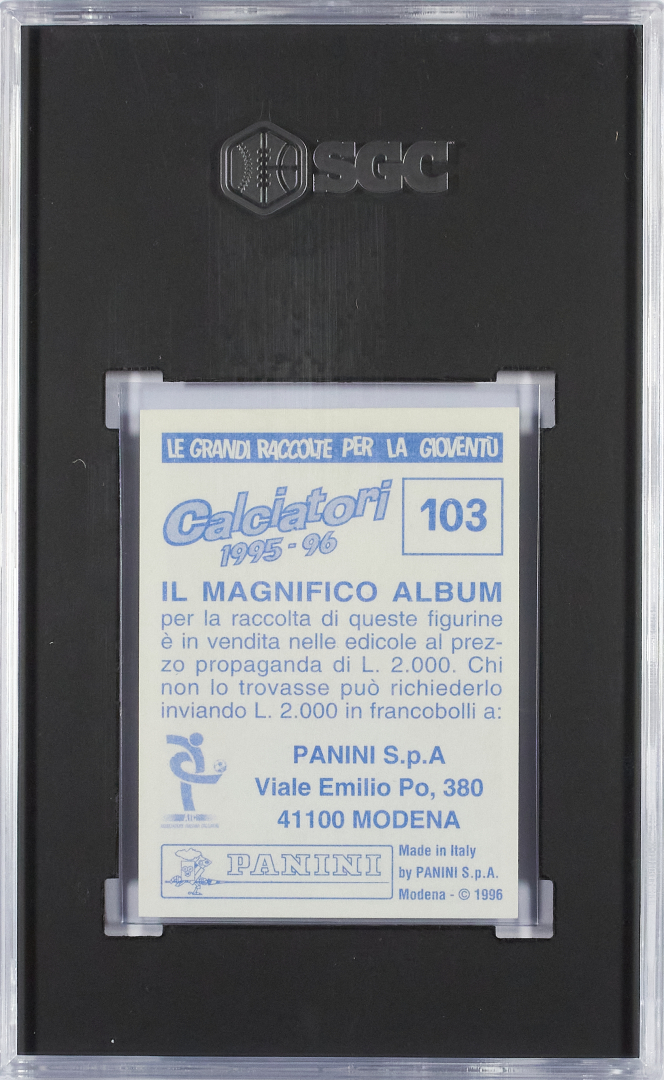 SGC
LE GRANDI RACCOLTE PER LA GIOVENTÙ
Calciatori
1995-96
103
IL MAGNIFICO ALBUM
per la raccolta di queste figurine
è in vendita nelle edicole al prez-
zo propaganda di L. 2.000. Chi
non lo trovasse può richiederlo
inviando L. 2.000 in francobolli a:
PANINI S.p.A
Viale Emilio Po, 380
41100 MODENA
AIC
PANINI
Made in Italy
by PANINI S.p.A.
Modena - © 1996